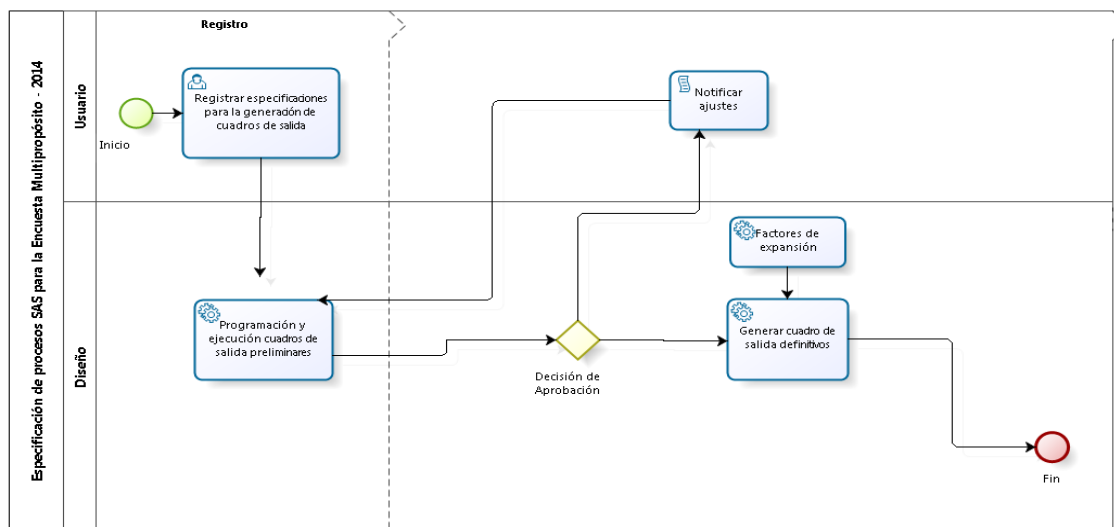 Especificación de procesos SAS para la Encuesta Multipropósito - 2014
Registro
Usuario
Inicio
Registrar especificaciones
para la generación de
cuadros de salida
Notificar
ajustes
Diseño
Factores de
expansión
Programación y
ejecución cuadros de
salida preliminares
Decisión de
Aprobación
Generar cuadro de
salida definitivos
Fin